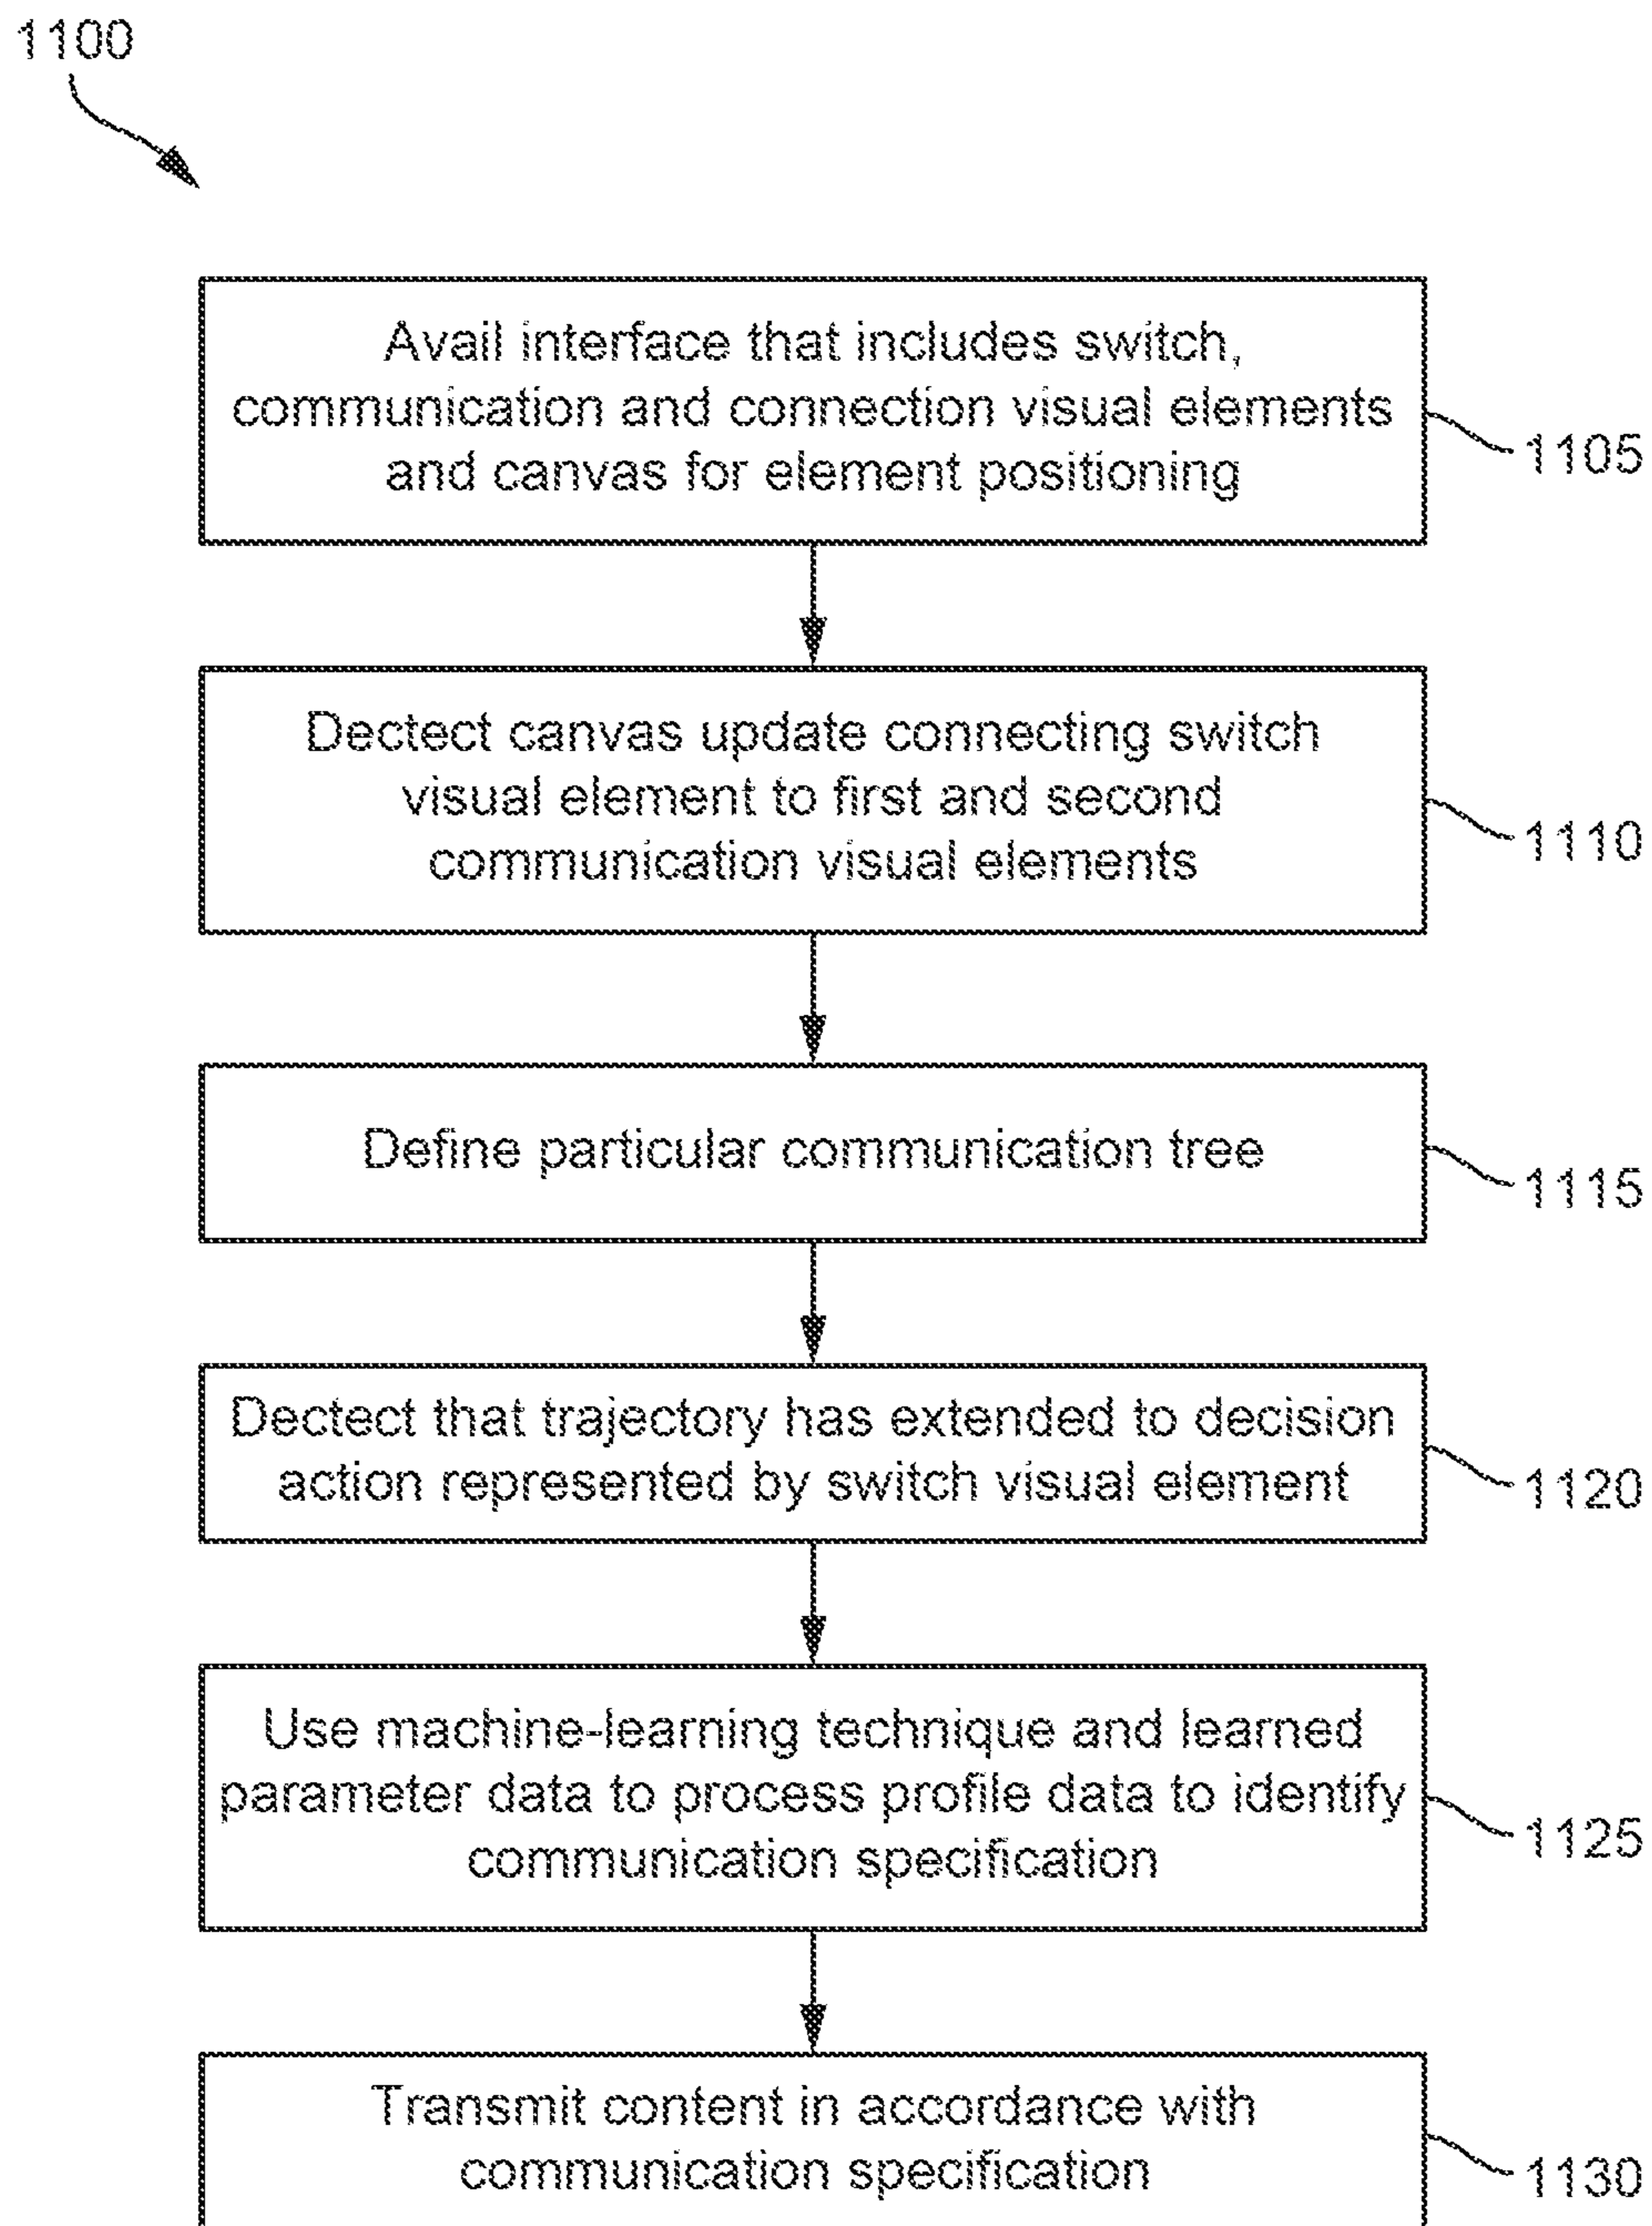 1100
Avail interface that includes switch,
communication and connection visual elements
and canvas for element positioning
1105
Dectect canvas update connecting switch
visual element to first and second
communication visual elements
1110
Define particular communication tree
1115
Dectect that trajectory has extended to decision
action represented by switch visual element
1120
Use machine-learning technique and learned
parameter data to process profile data to identify
communication specification
1125
Transmit content in accordance with
communication specification
1130